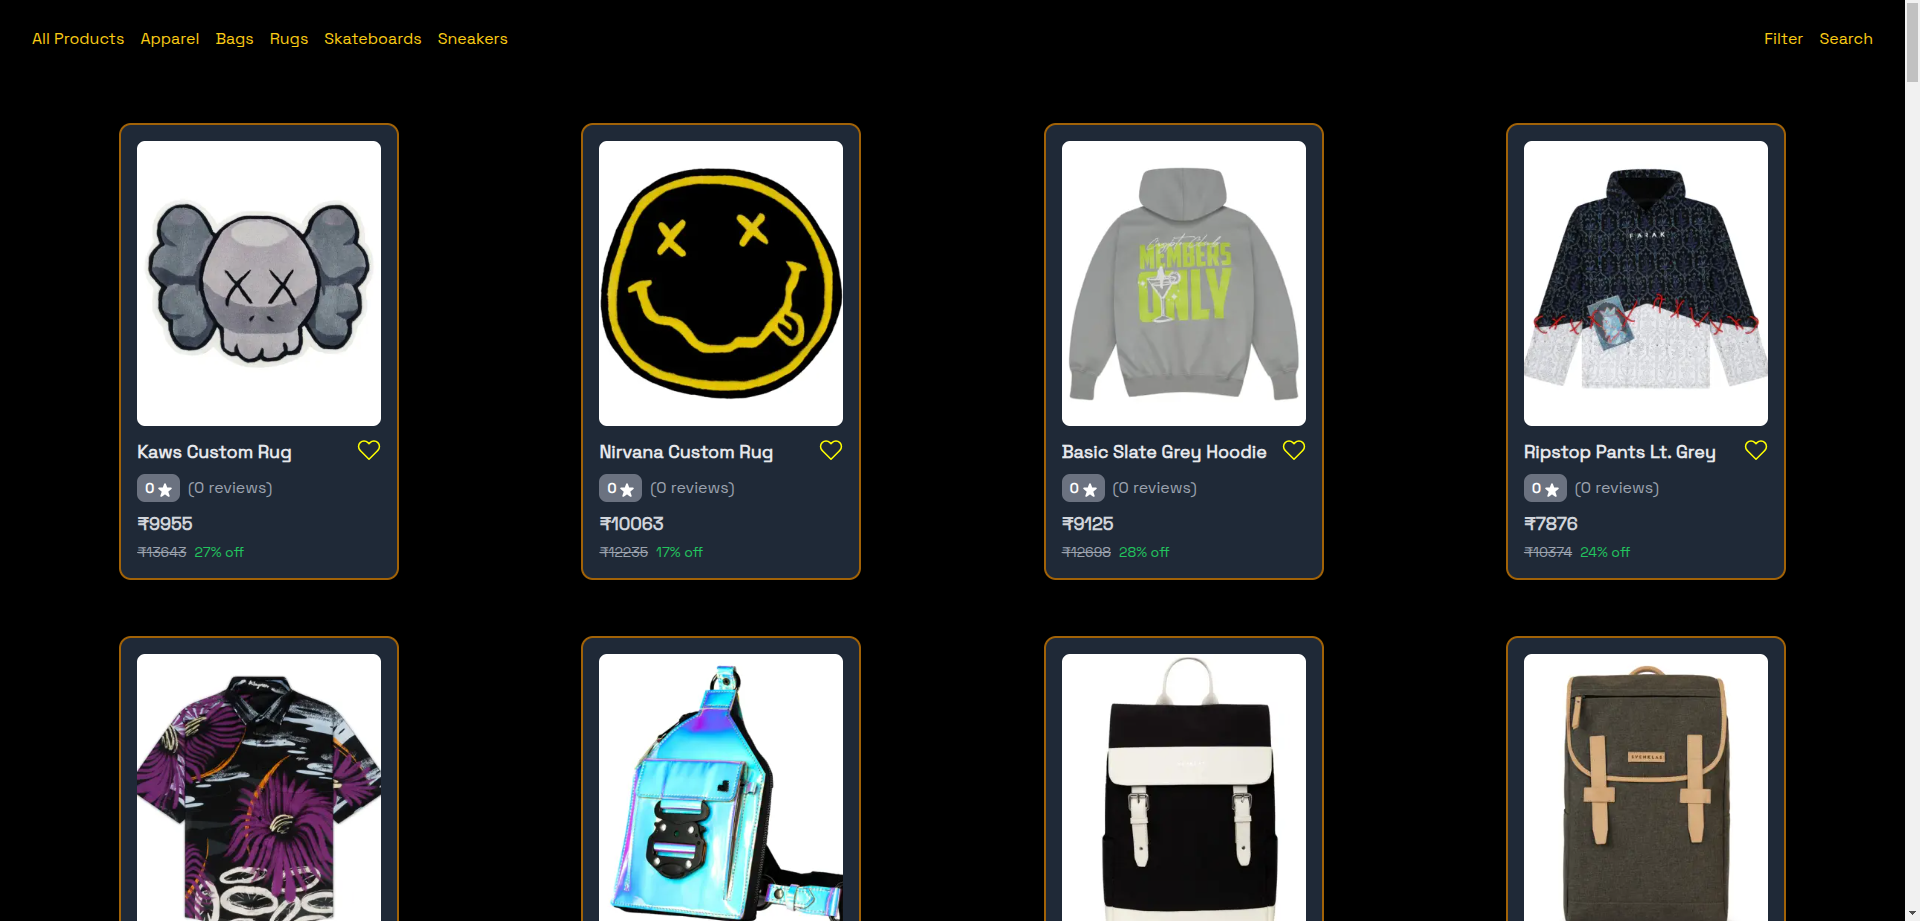 All Products Apparel Bags Rugs Skateboards Sneakers Filter Search
MEMBERS
ONLY
FARAK
Kaws Custom Rug
0 ★ (0 reviews)
₹9955
₹13643 27% off
Nirvana Custom Rug
0 ★ (0 reviews)
₹10063
₹12235 17% off
Basic Slate Grey Hoodie
0 ★ (0 reviews)
₹9125
₹12698 28% off
Ripstop Pants Lt. Grey
0 ★ (0 reviews)
₹7876
₹10374 24% off